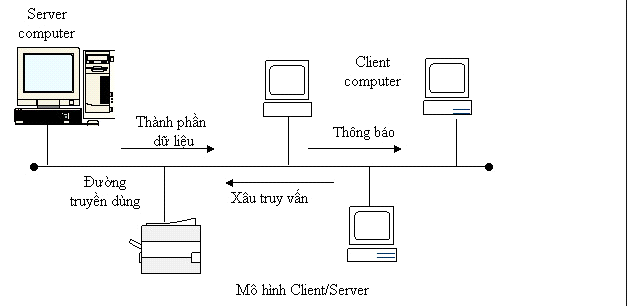 Server
computer
Client
computer
Thành phần
dữ liệu
Thông báo
Đường
truyền dùng
Xâu truy vấn
Mô hình Client/Server